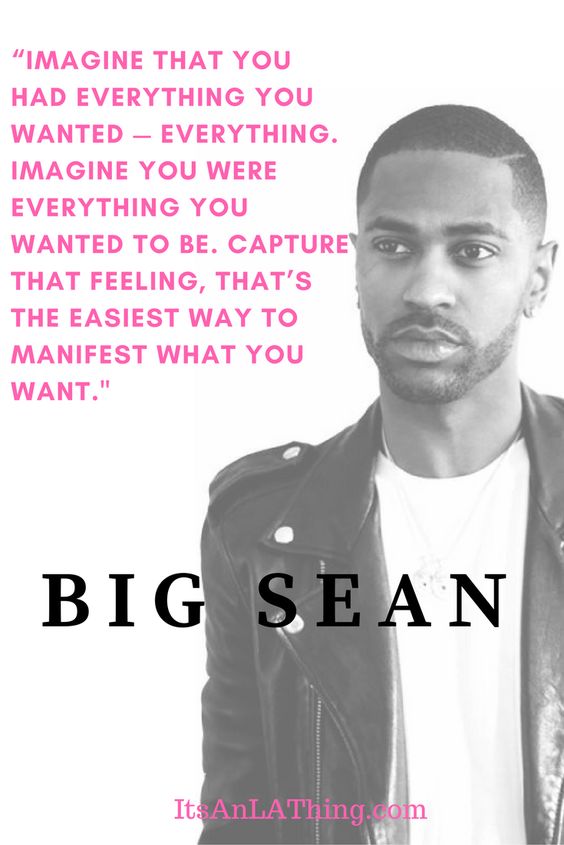 “IMAGINE THAT YOU
HAD EVERYTHING YOU
WANTED — EVERYTHING.
IMAGINE YOU WERE
EVERYTHING YOU
WANTED TO BE. CAPTURE
THAT FEELING, THAT’S
THE EASIEST WAY TO
MANIFEST WHAT YOU
WANT."
BIG SEAN
ItsAnLAThing.com